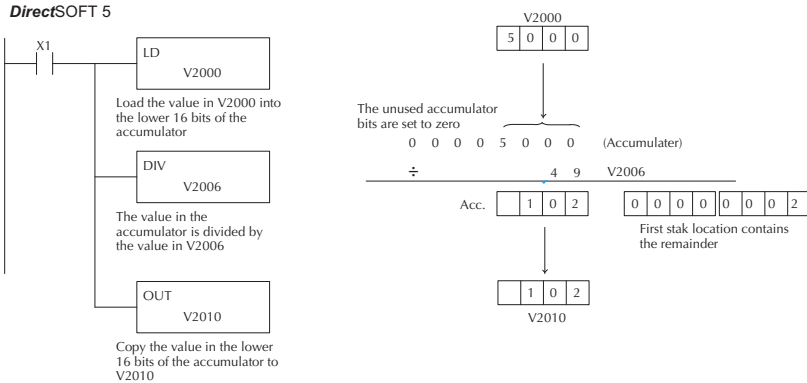 DirectSOFT 5
X1
LD
V2000
Load the value in V2000 into
the lower 16 bits of the
accumulator
DIV
V2006
The value in the
accumulator is divided by
the value in V2006
OUT
V2010
Copy the value in the lower
16 bits of the accumulator to
V2010
V2000
5 0 0 0
The unused accumulator
bits are set to zero
0 0 0 0 5 0 0 0 (Accumulater)
÷ 4 9 V2006
Acc. 1 0 2 0 0 0 0 0 0 0 2
First stak location contains
the remainder
1 0 2
V2010